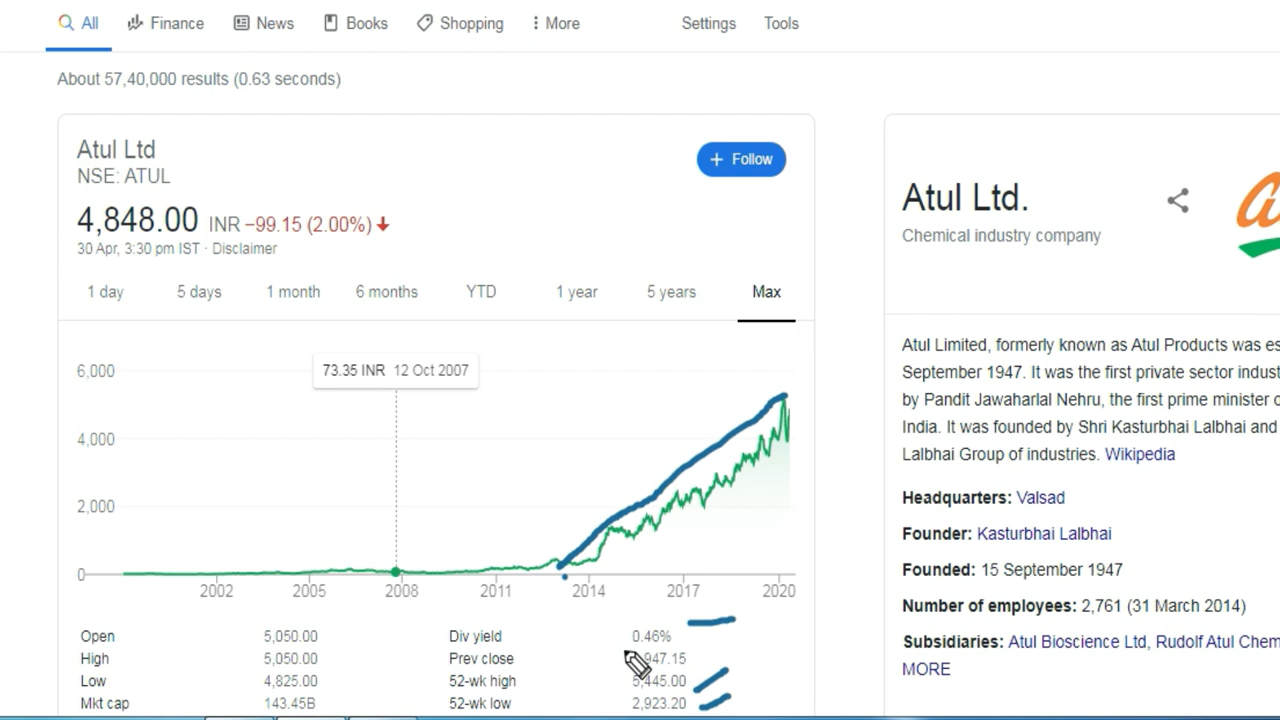 All Finance News Books Shopping More Settings Tools
About 57,40,000 results (0.63 seconds)
Atul Ltd
NSE: ATUL
+ Follow
4,848.00 INR −99.15 (2.00%)
30 Apr, 3:30 pm IST · Disclaimer
1 day 5 days 1 month 6 months YTD 1 year 5 years Max
73.35 INR 12 Oct 2007
6,000
4,000
2,000
0
2002 2005 2008 2011 2014 2017 2020
Open 5,050.00 Div yield 0.46%
High 5,050.00 Prev close 947.15
Low 4,825.00 52-wk high 5,445.00
Mkt cap 143.45B 52-wk low 2,923.20
Atul Ltd.
Chemical industry company
Atul Limited, formerly known as Atul Products was es
September 1947. It was the first private sector indust
by Pandit Jawaharlal Nehru, the first prime minister o
India. It was founded by Shri Kasturbhai Lalbhai and
Lalbhai Group of industries. Wikipedia
Headquarters: Valsad
Founder: Kasturbhai Lalbhai
Founded: 15 September 1947
Number of employees: 2,761 (31 March 2014)
Subsidiaries: Atul Bioscience Ltd, Rudolf Atul Chem
MORE